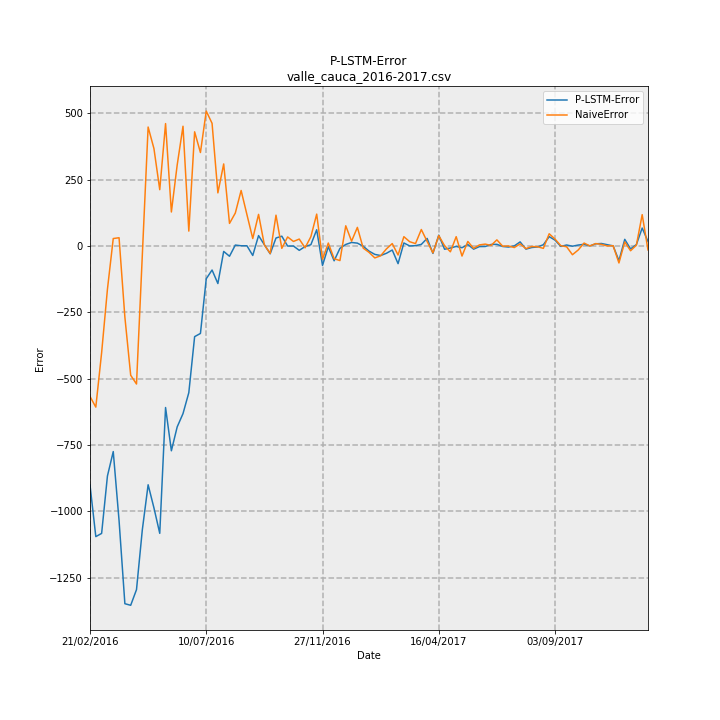 P-LSTM-Error
valle_cauca_2016-2017.csv
P-LSTM-Error
NaiveError
500
250
0
−250
−500
−750
−1000
−1250
Error
21/02/2016
10/07/2016
27/11/2016
16/04/2017
03/09/2017
Date